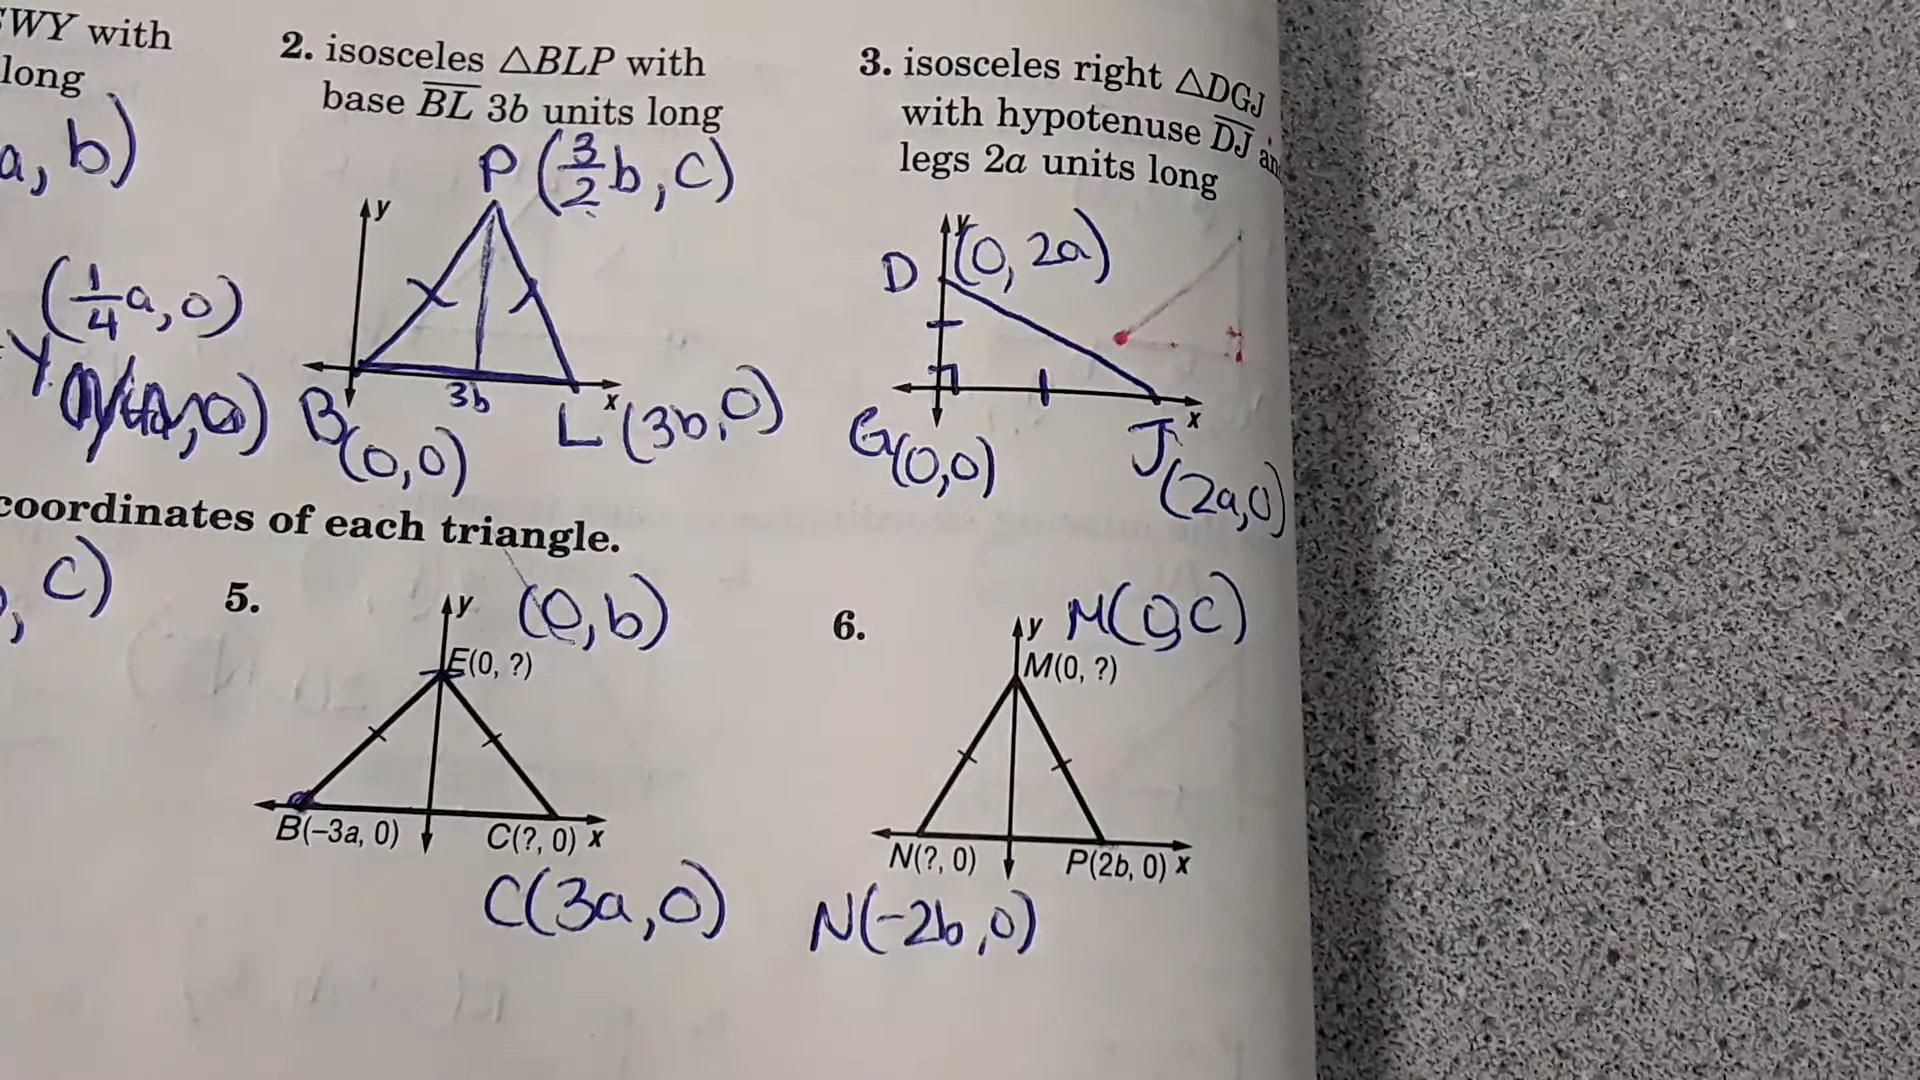 WY with
long
a, b)
(1/4 a, 0)
Y
2. isosceles △BLP with
base BL 3b units long
P (3/2 b, c)
y
3b
x
B (0,0)
L (3b, 0)
3. isosceles right △DGJ
with hypotenuse DJ an
legs 2a units long
y
D (0, 2a)
x
G (0,0)
J (2a,0)
coordinates of each triangle.
, c)
5.
y (0, b)
E(0, ?)
B(–3a, 0) C(?, 0) x
C(3a, 0)
6.
y M(0,C)
M(0, ?)
N(?, 0) P(2b, 0) x
N(-2b, 0)